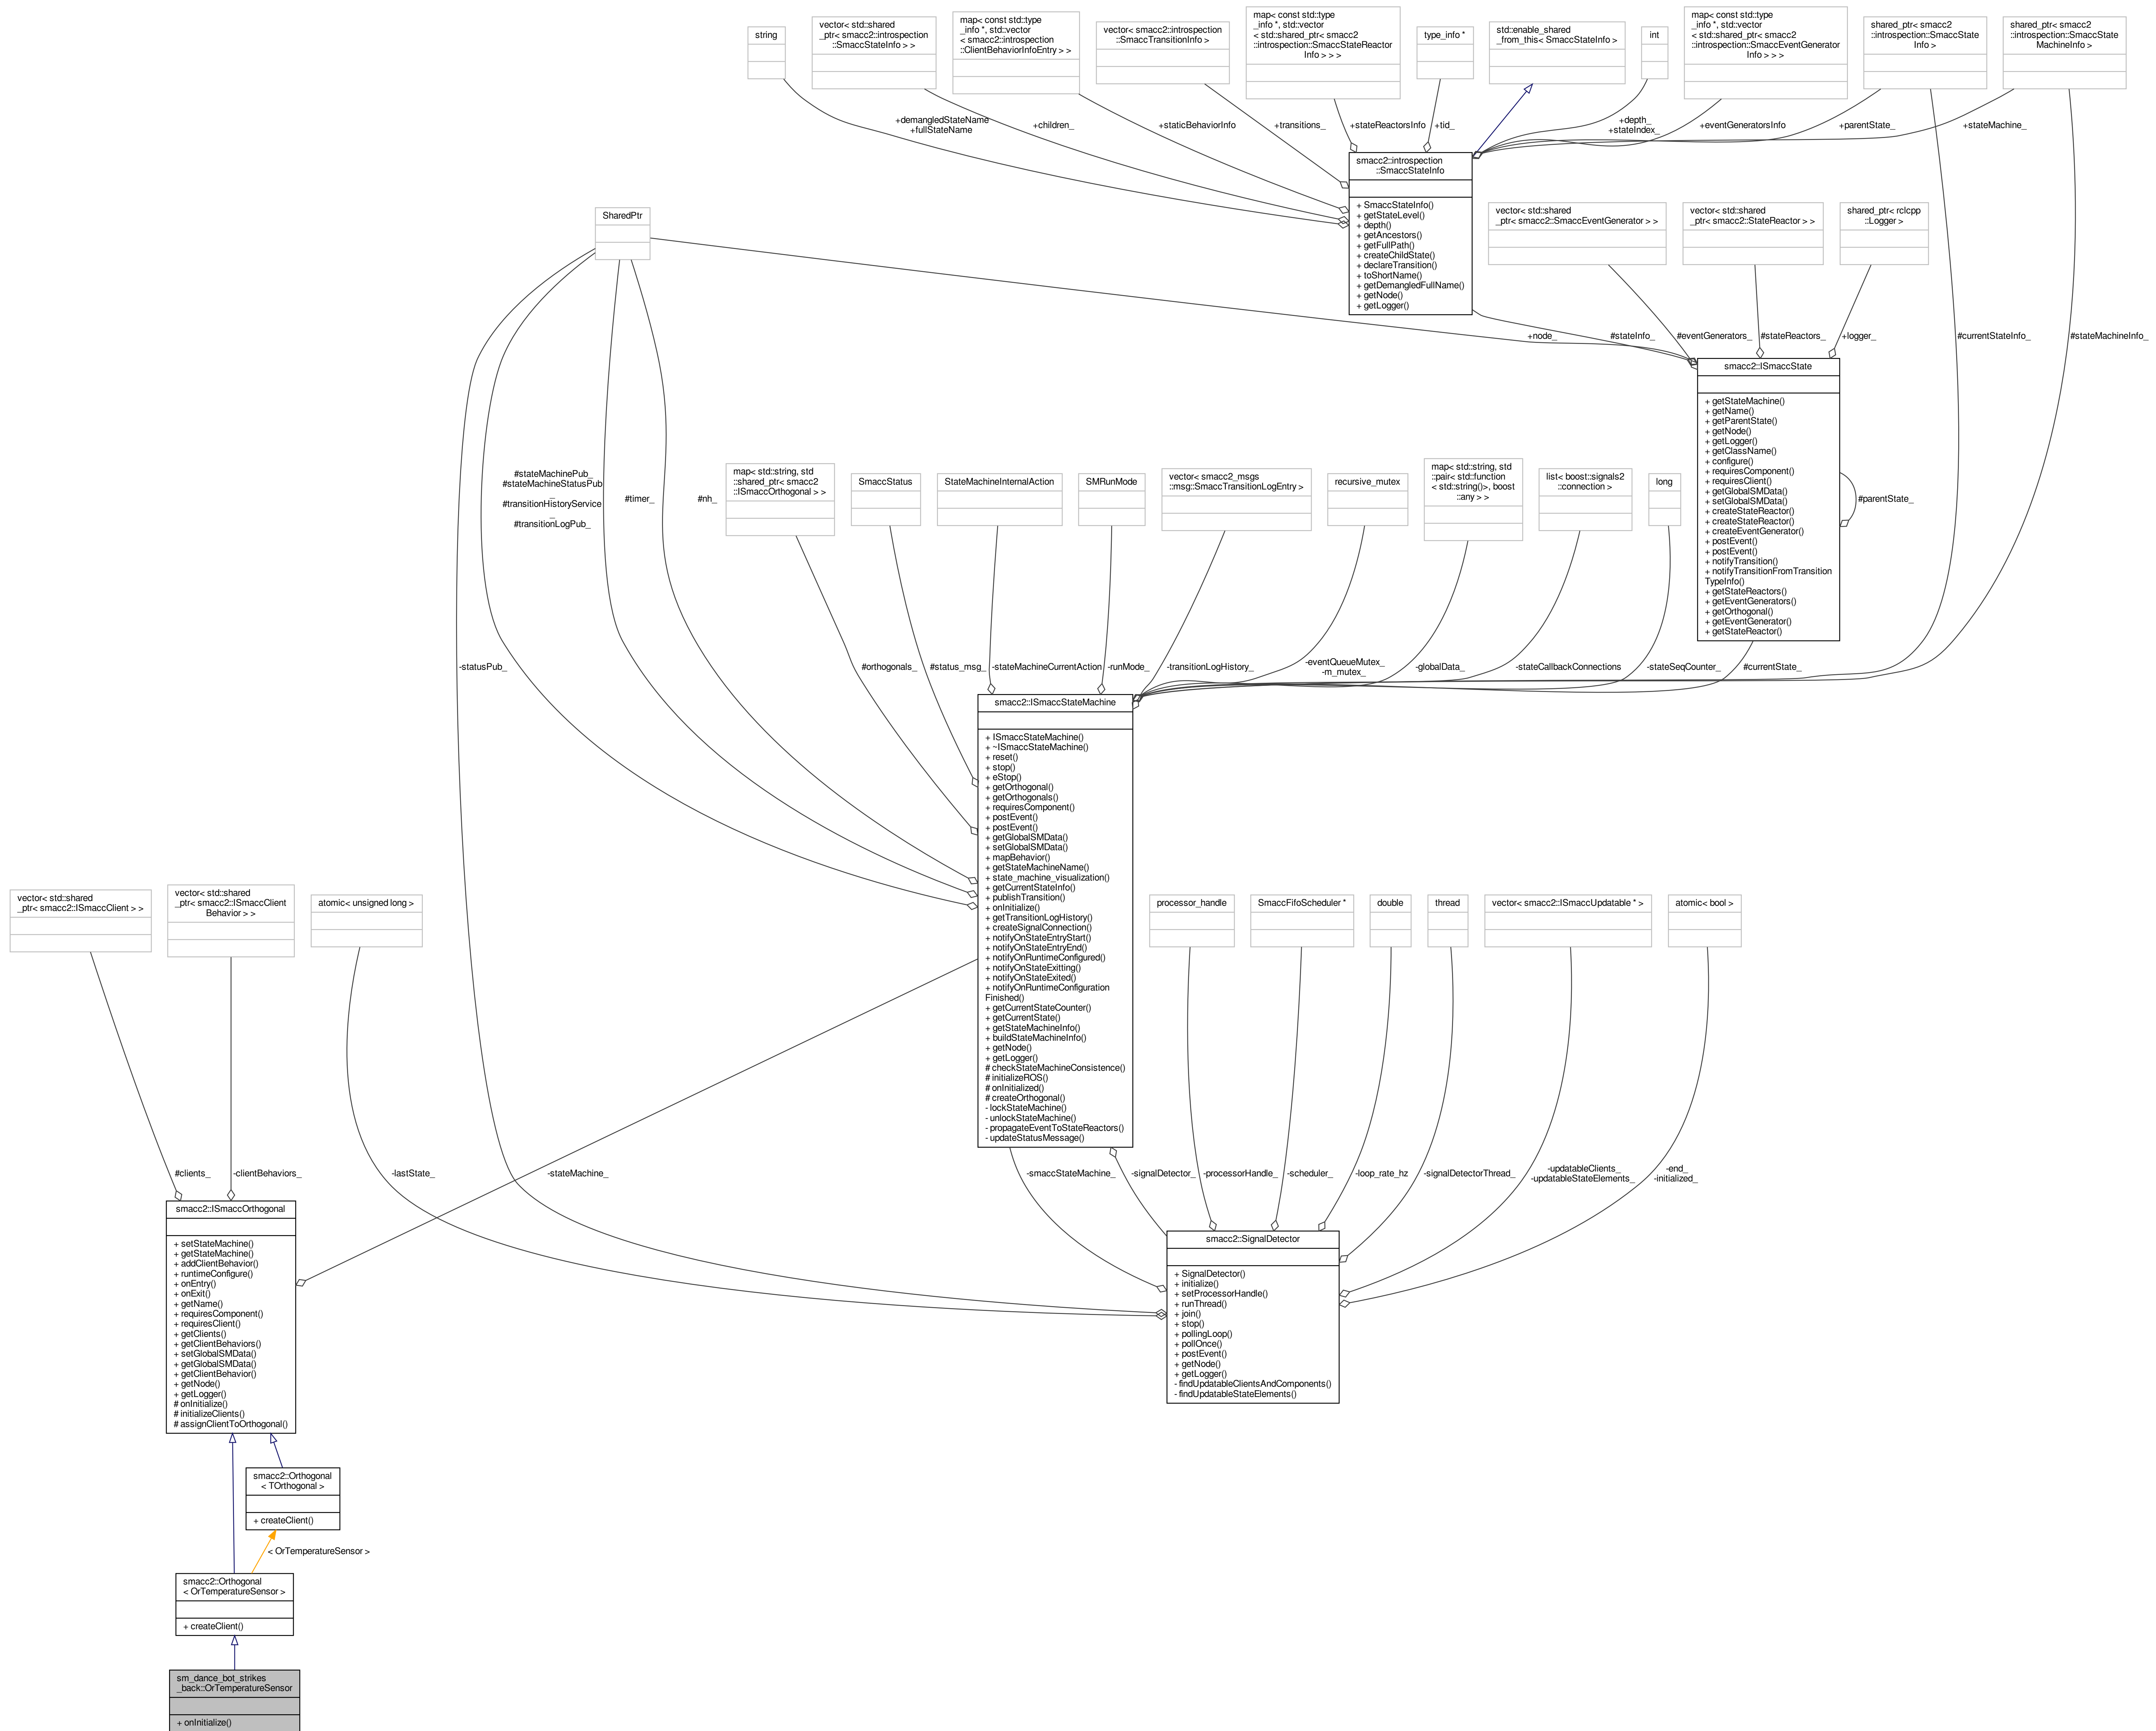 string
vector< std::shared
_ptr< smacc2::introspection
::SmaccStateInfo > >
map< const std::type
_info *, std::vector
< smacc2::introspection
::ClientBehaviorInfoEntry > >
vector< smacc2::introspection
::SmaccTransitionInfo >
map< const std::type
_info *, std::vector
< std::shared_ptr< smacc2
::introspection::SmaccStateReactor
Info > > >
type_info *
std::enable_shared
_from_this< SmaccStateInfo >
int
map< const std::type
_info *, std::vector
< std::shared_ptr< smacc2
::introspection::SmaccEventGenerator
Info > > >
shared_ptr< smacc2
::introspection::SmaccState
Info >
shared_ptr< smacc2
::introspection::SmaccState
MachineInfo >
+demangledStateName
+fullStateName
+children_
+staticBehaviorInfo
+transitions_
+stateReactorsInfo
+tid_
+depth_
+stateIndex_
+eventGeneratorsInfo
+parentState_
+stateMachine_
smacc2::introspection
::SmaccStateInfo
+ SmaccStateInfo()
+ getStateLevel()
+ depth()
+ getAncestors()
+ getFullPath()
+ createChildState()
+ declareTransition()
+ toShortName()
+ getDemangledFullName()
+ getNode()
+ getLogger()
SharedPtr
vector< std::shared
_ptr< smacc2::SmaccEventGenerator > >
vector< std::shared
_ptr< smacc2::StateReactor > >
shared_ptr< rclcpp
::Logger >
+node_
#stateInfo_
#eventGenerators_
#stateReactors_
+logger_
#currentStateInfo_
#stateMachineInfo_
smacc2::ISmaccState
+ getStateMachine()
+ getName()
+ getParentState()
+ getNode()
+ getLogger()
+ getClassName()
+ configure()
+ requiresComponent()
+ requiresClient()
+ getGlobalSMData()
+ setGlobalSMData()
+ createStateReactor()
+ createStateReactor()
+ createEventGenerator()
+ postEvent()
+ postEvent()
+ notifyTransition()
+ notifyTransitionFromTransition
TypeInfo()
+ getStateReactors()
+ getEventGenerators()
+ getOrthogonal()
+ getEventGenerator()
+ getStateReactor()
#parentState_
#stateMachinePub_
#stateMachineStatusPub
_
#transitionHistoryService
_
#transitionLogPub_
#timer_
#nh_
map< std::string, std
::shared_ptr< smacc2
::ISmaccOrthogonal > >
SmaccStatus
StateMachineInternalAction
SMRunMode
vector< smacc2_msgs
::msg::SmaccTransitionLogEntry >
recursive_mutex
map< std::string, std
::pair< std::function
< std::string()>, boost
::any > >
list< boost::signals2
::connection >
long
-statusPub_
#orthogonals_
#status_msg_
-stateMachineCurrentAction
-runMode_
-transitionLogHistory_
-eventQueueMutex_
-m_mutex_
-globalData_
-stateCallbackConnections
-stateSeqCounter_
#currentState_
smacc2::ISmaccStateMachine
+ ISmaccStateMachine()
+ ~ISmaccStateMachine()
+ reset()
+ stop()
+ eStop()
+ getOrthogonal()
+ getOrthogonals()
+ requiresComponent()
+ postEvent()
+ postEvent()
+ getGlobalSMData()
+ setGlobalSMData()
+ mapBehavior()
+ getStateMachineName()
+ state_machine_visualization()
+ getCurrentStateInfo()
+ publishTransition()
+ onInitialize()
+ getTransitionLogHistory()
+ createSignalConnection()
+ notifyOnStateEntryStart()
+ notifyOnStateEntryEnd()
+ notifyOnRuntimeConfigured()
+ notifyOnStateExitting()
+ notifyOnStateExited()
+ notifyOnRuntimeConfiguration
Finished()
+ getCurrentStateCounter()
+ getCurrentState()
+ getStateMachineInfo()
+ buildStateMachineInfo()
+ getNode()
+ getLogger()
# checkStateMachineConsistence()
# initializeROS()
# onInitialized()
# createOrthogonal()
- lockStateMachine()
- unlockStateMachine()
- propagateEventToStateReactors()
- updateStatusMessage()
vector< std::shared
_ptr< smacc2::ISmaccClient > >
vector< std::shared
_ptr< smacc2::ISmaccClient
Behavior > >
atomic< unsigned long >
processor_handle
SmaccFifoScheduler *
double
thread
vector< smacc2::ISmaccUpdatable * >
atomic< bool >
#clients_
-clientBehaviors_
-lastState_
-stateMachine_
-smaccStateMachine_
-signalDetector_
-processorHandle_
-scheduler_
-loop_rate_hz
-signalDetectorThread_
-updatableClients_
-updatableStateElements_
-end_
-initialized_
smacc2::ISmaccOrthogonal
+ setStateMachine()
+ getStateMachine()
+ addClientBehavior()
+ runtimeConfigure()
+ onEntry()
+ onExit()
+ getName()
+ requiresComponent()
+ requiresClient()
+ getClients()
+ getClientBehaviors()
+ setGlobalSMData()
+ getGlobalSMData()
+ getClientBehavior()
+ getNode()
+ getLogger()
# onInitialize()
# initializeClients()
# assignClientToOrthogonal()
smacc2::SignalDetector
+ SignalDetector()
+ initialize()
+ setProcessorHandle()
+ runThread()
+ join()
+ stop()
+ pollingLoop()
+ pollOnce()
+ postEvent()
+ getNode()
+ getLogger()
- findUpdatableClientsAndComponents()
- findUpdatableStateElements()
smacc2::Orthogonal
< TOrthogonal >
+ createClient()
< OrTemperatureSensor >
smacc2::Orthogonal
< OrTemperatureSensor >
+ createClient()
sm_dance_bot_strikes
_back::OrTemperatureSensor
+ onInitialize()